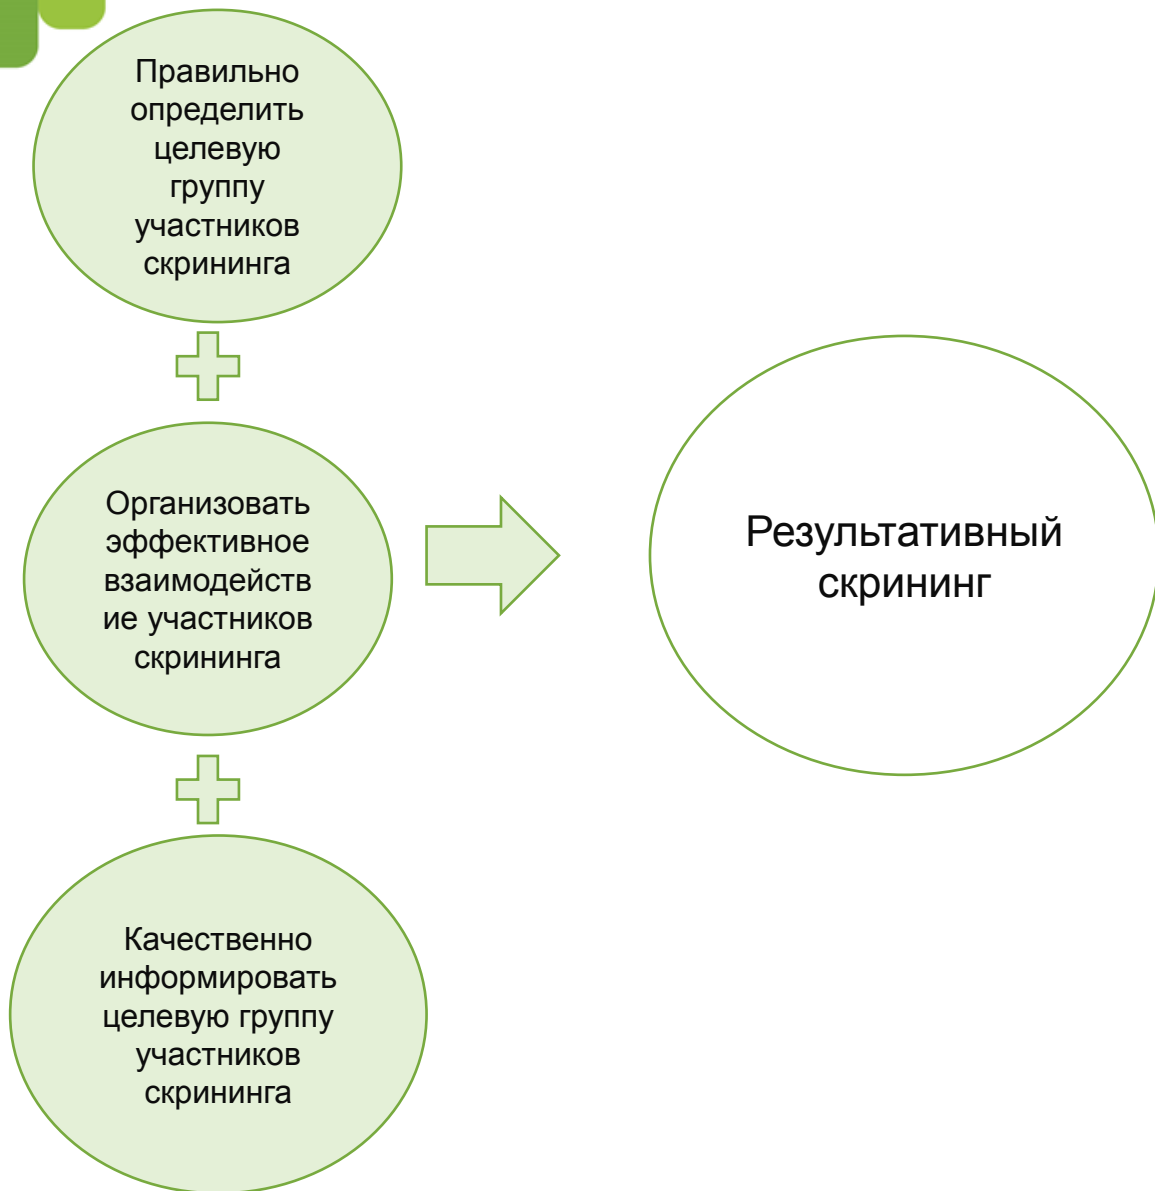 Правильно
определить
целевую
группу
участников
скрининга
Организовать
эффективное
взаимодейств
ие участников
скрининга
Качественно
информировать
целевую группу
участников
скрининга
Результативный
скрининг